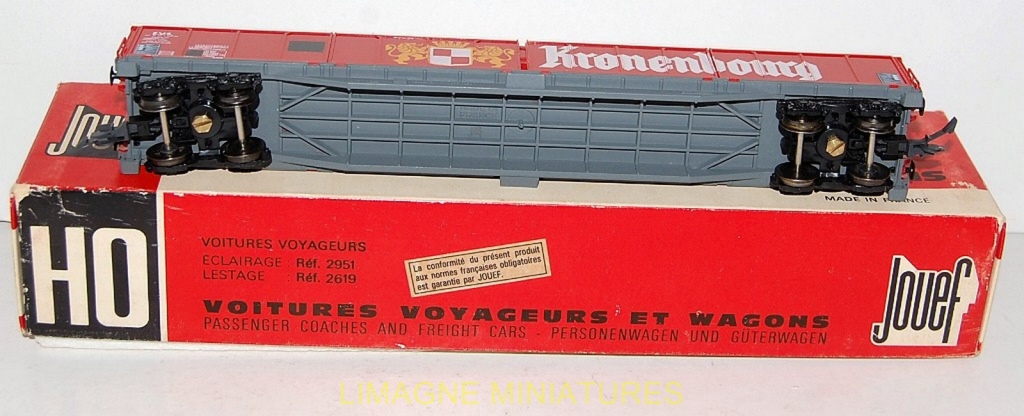 Kronenbourg
Jouef
MADE IN FRANCE
HO
VOITURES VOYAGEURS
ÉCLAIRAGE : Réf. 2951
LESTAGE : Réf. 2619
La conformité du présent produit
aux normes françaises obligatoires
est garantie par JOUEF.
VOITURES VOYAGEURS ET WAGONS
PASSENGER COACHES AND FREIGHT CARS - PERSONENWAGEN UND GÜTERWAGEN
Jouef
LIMAGNE MINIATURES